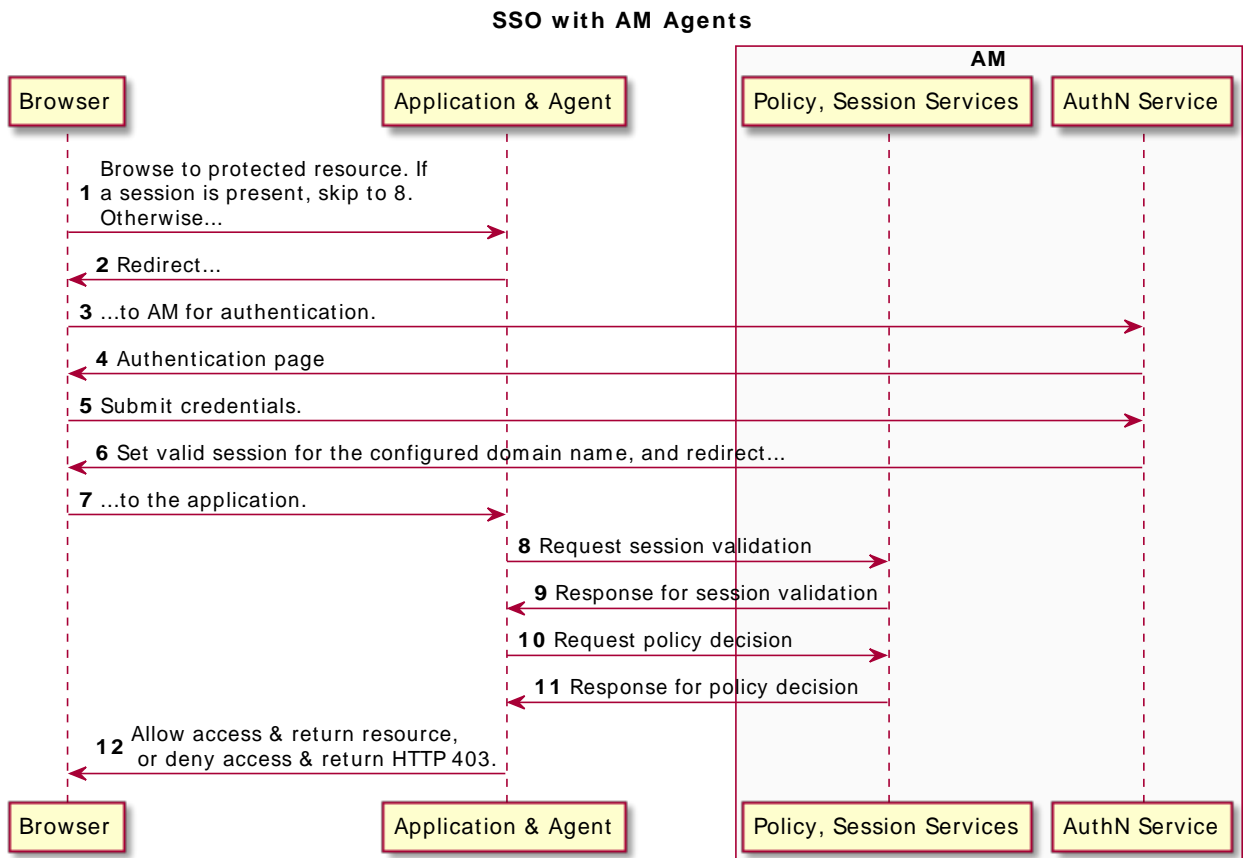 SSO with AM Agents
AM
Browser
Application & Agent
Policy, Session Services
AuthN Service
Browse to protected resource. If
1 a session is present, skip to 8.
Otherwise...
2 Redirect...
3 ...to AM for authentication.
4 Authentication page
5 Submit credentials.
6 Set valid session for the configured domain name, and redirect...
7 ...to the application.
8 Request session validation
9 Response for session validation
10 Request policy decision
11 Response for policy decision
Allow access & return resource,
12 or deny access & return HTTP 403.
Browser
Application & Agent
Policy, Session Services
AuthN Service